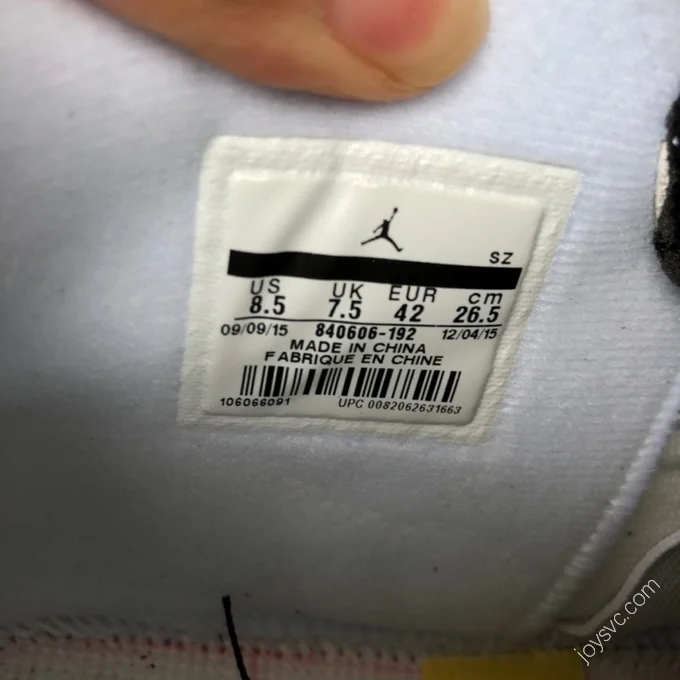 SZ
US UK EUR cm
8.5 7.5 42 26.5
09/09/15 840606-192 12/04/15
MADE IN CHINA
FABRIQUE EN CHINE
106066091 UPC 0082062631663
joysvc.com